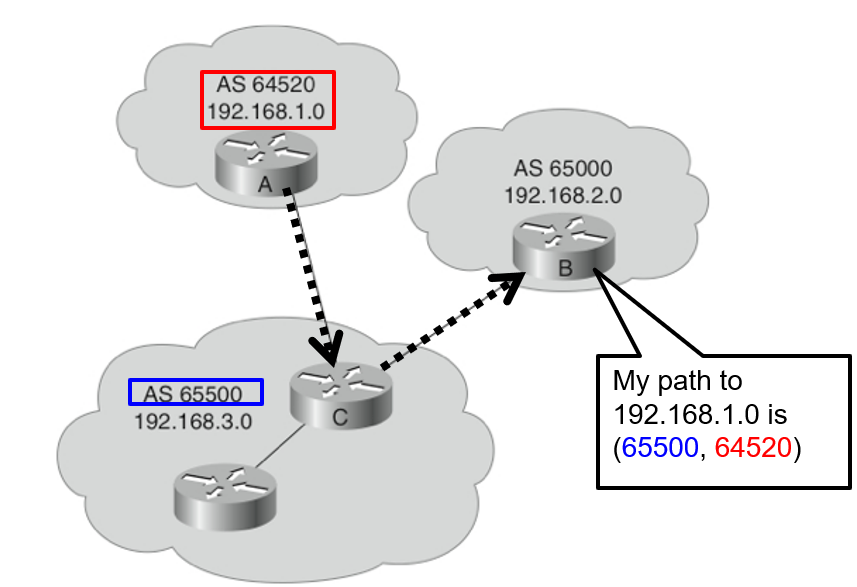 AS 64520
192.168.1.0
A
AS 65000
192.168.2.0
B
AS 65500
192.168.3.0
C
My path to
192.168.1.0 is
(65500, 64520)